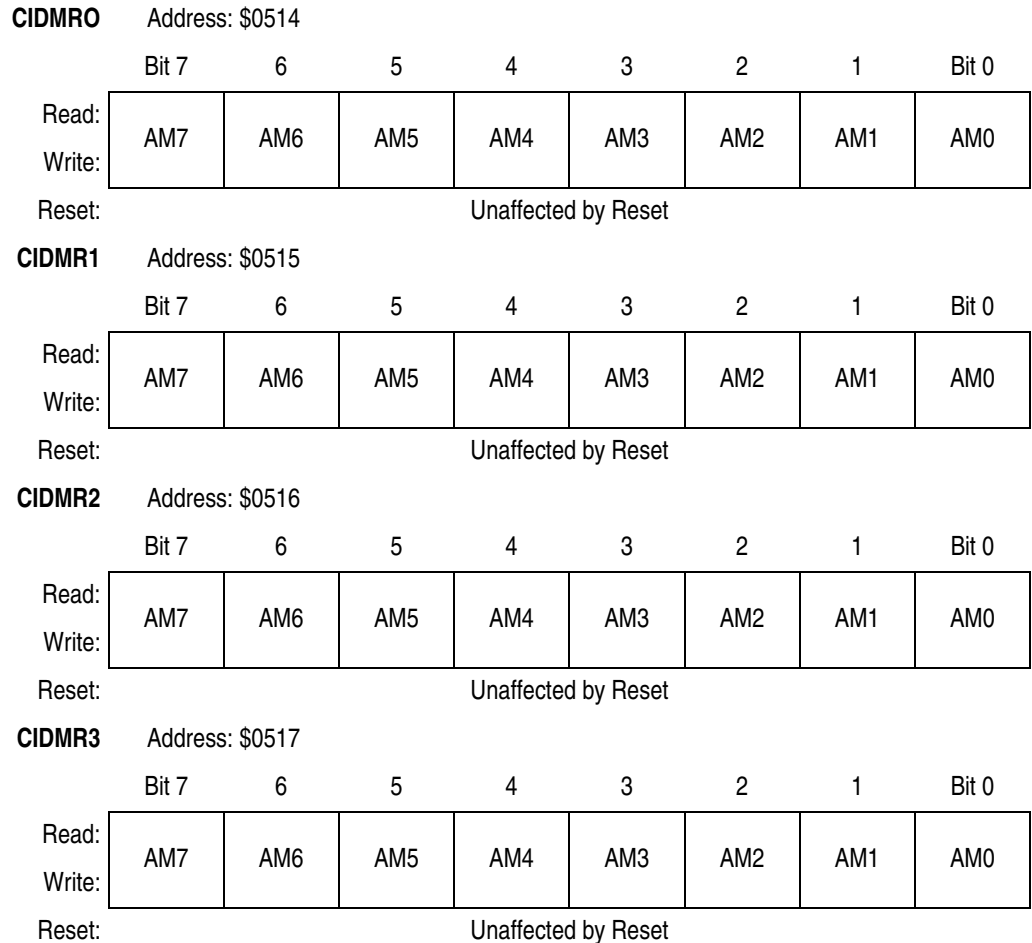 CIDMRO Address: $0514
Bit 7 6 5 4 3 2 1 Bit 0
Read:
AM7 AM6 AM5 AM4 AM3 AM2 AM1 AM0
Write:
Reset: Unaffected by Reset
CIDMR1 Address: $0515
Bit 7 6 5 4 3 2 1 Bit 0
Read:
AM7 AM6 AM5 AM4 AM3 AM2 AM1 AM0
Write:
Reset: Unaffected by Reset
CIDMR2 Address: $0516
Bit 7 6 5 4 3 2 1 Bit 0
Read:
AM7 AM6 AM5 AM4 AM3 AM2 AM1 AM0
Write:
Reset: Unaffected by Reset
CIDMR3 Address: $0517
Bit 7 6 5 4 3 2 1 Bit 0
Read:
AM7 AM6 AM5 AM4 AM3 AM2 AM1 AM0
Write:
Reset: Unaffected by Reset